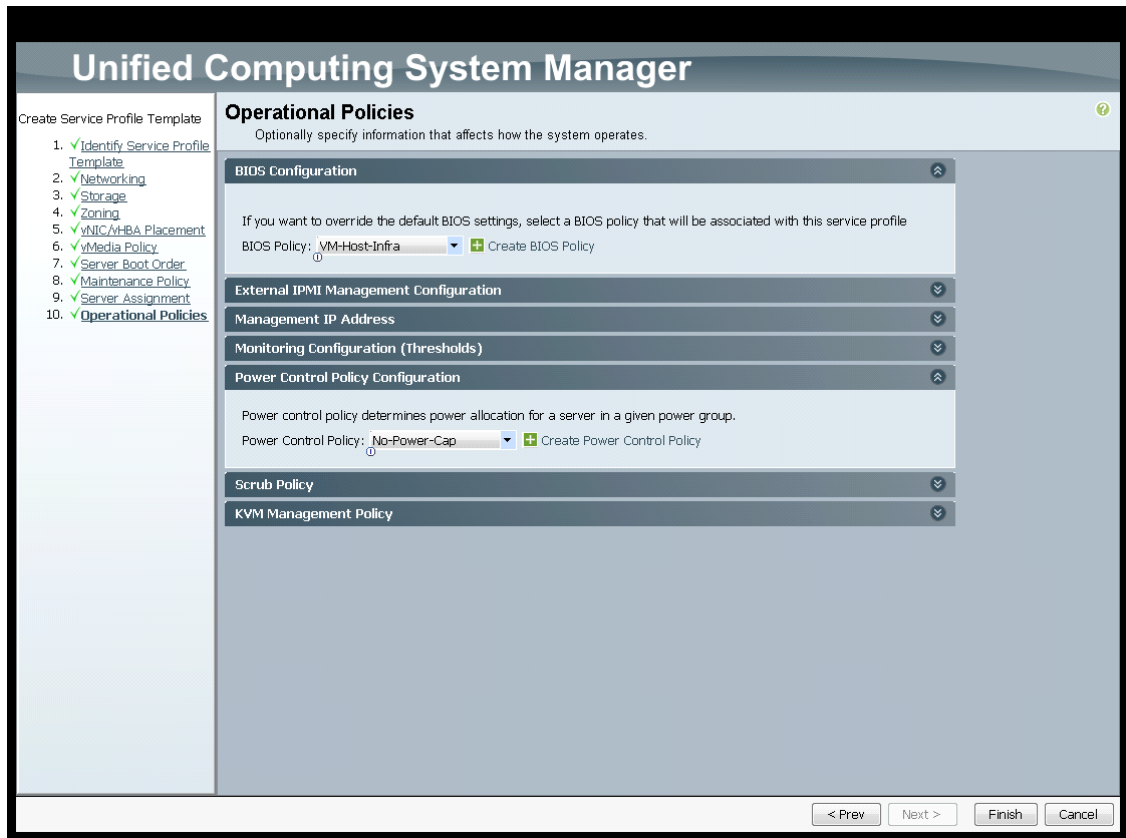 Unified Computing System Manager
Create Service Profile Template
1. Identify Service Profile
Template
2. Networking
3. Storage
4. Zoning
5. vNIC/vHBA Placement
6. vMedia Policy
7. Server Boot Order
8. Maintenance Policy
9. Server Assignment
10. Operational Policies
Operational Policies
Optionally specify information that affects how the system operates.
BIOS Configuration
If you want to override the default BIOS settings, select a BIOS policy that will be associated with this service profile
BIOS Policy: VM-Host-Infra Create BIOS Policy
External IPMI Management Configuration
Management IP Address
Monitoring Configuration (Thresholds)
Power Control Policy Configuration
Power control policy determines power allocation for a server in a given power group.
Power Control Policy: No-Power-Cap Create Power Control Policy
Scrub Policy
KVM Management Policy
< Prev Next > Finish Cancel